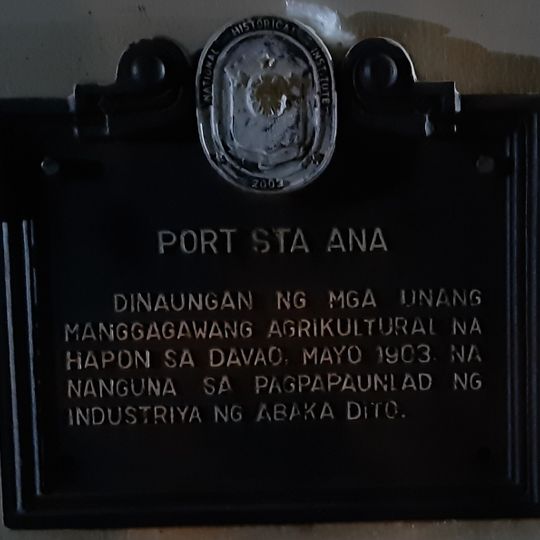 NATIONAL HISTORICAL INSTITUTE
2003
PORT STA ANA
DINAUNGAN NG MGA UNANG
MANGGAGAWANG AGRIKULTURAL NA
HAPON SA DAVAO, MAYO 1903. NA
NANGUNA SA PAGPAPAUNLAD NG
INDUSTRIYA NG ABAKA DITO.